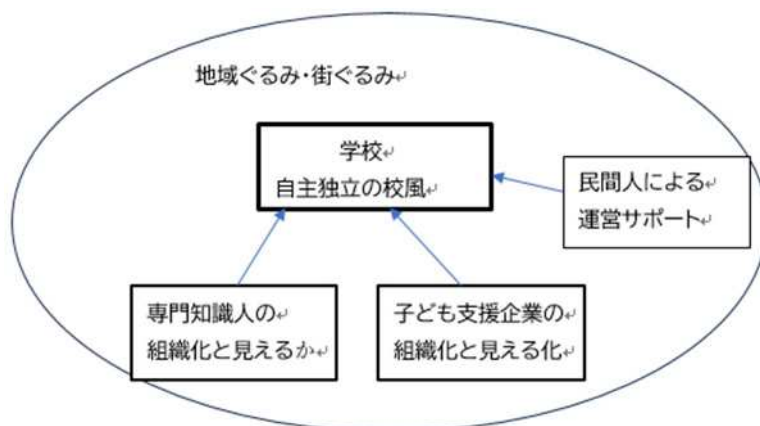 地域ぐるみ・街ぐるみ↵
学校↵
自主独立の校風↵
民間人による↵
運営サポート↵
専門知識人の↵
組織化と見えるか↵
子ども支援企業の↵
組織化と見える化↵